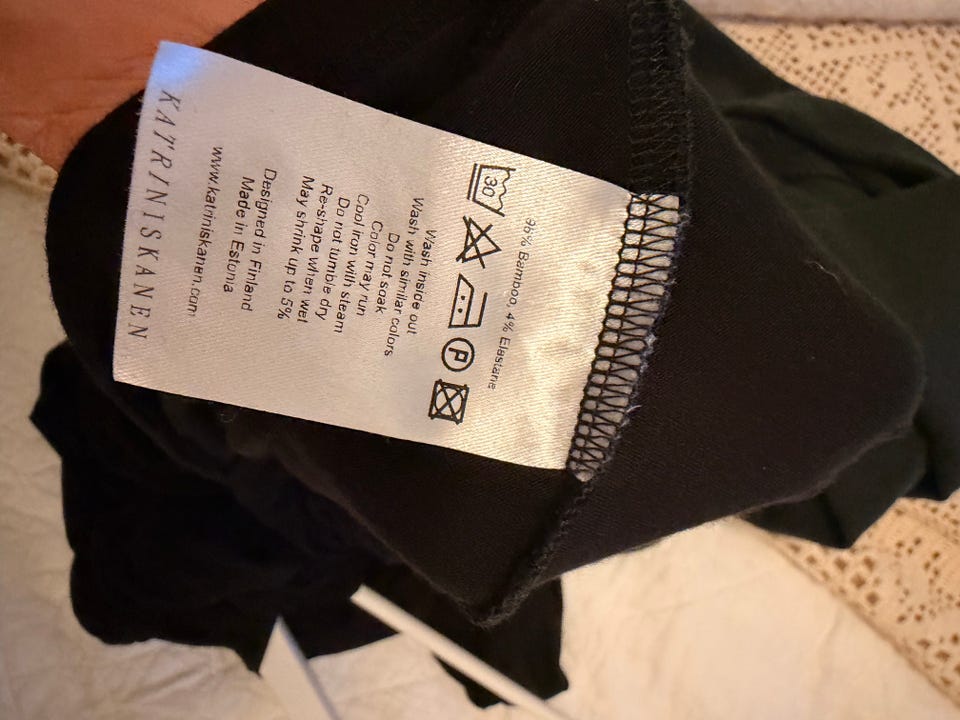 96% Bamboo, 4% Elastane
30
P
Wash inside out
Wash with similar colors
Do not soak
Color may run
Cool iron with steam
Do not tumble dry
Re-shape when wet
May shrink up to 5%
Designed in Finland
Made in Estonia
www.katriniskanen.com
KATRINISKANEN